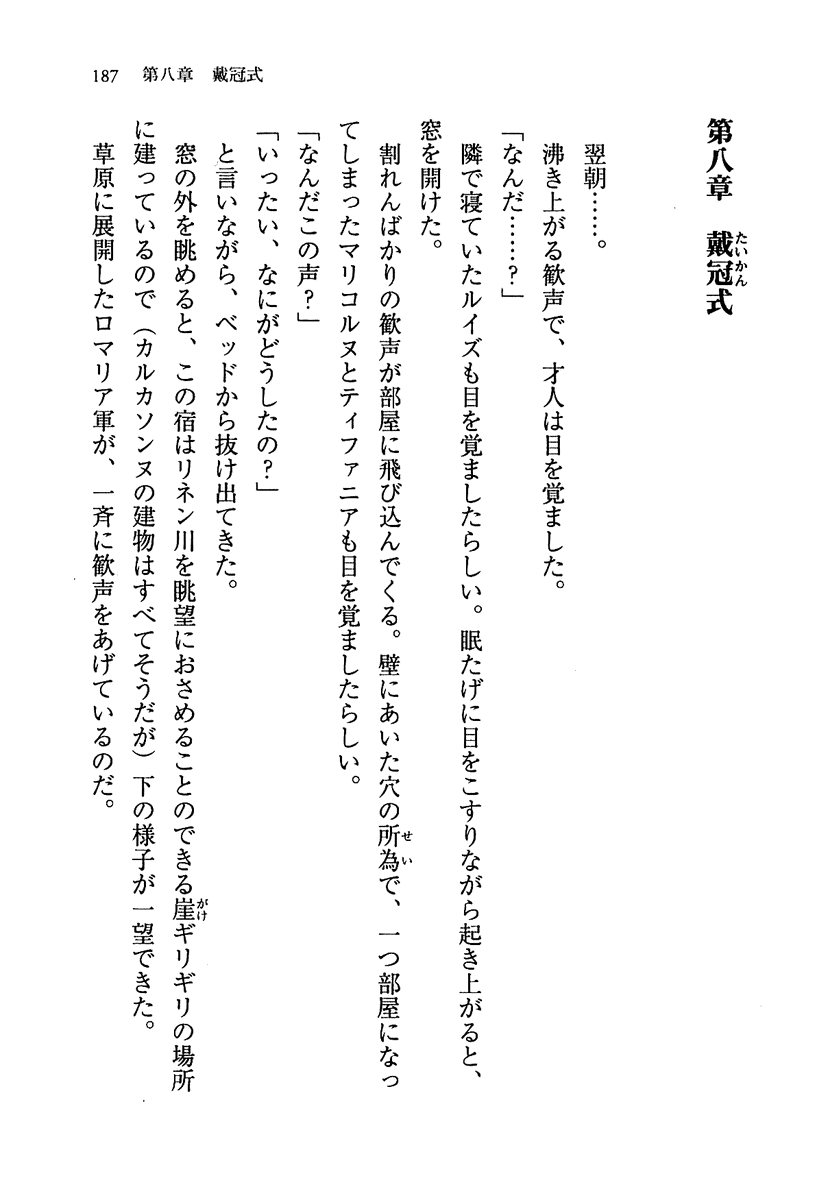 187　第八章　戴冠式
第八章　戴冠式
翌朝……。
沸き上がる歓声で、才人は目を覚ました。
「なんだ……？」
隣で寝ていたルイズも目を覚ましたらしい。眠たげに目をこすりながら起き上がると、
窓を開けた。
割れんばかりの歓声が部屋に飛び込んでくる。壁にあいた穴の所為で、一つ部屋になっ
てしまったマリコルヌとティファニアも目を覚ましたらしい。
「なんだこの声？」
「いったい、なにがどうしたの？」
と言いながら、ベッドから抜け出てきた。
窓の外を眺めると、この宿はリネン川を眺望におさめることのできる崖ギリギリの場所
に建っているので（カルカソンヌの建物はすべてそうだが）下の様子が一望できた。
草原に展開したロマリア軍が、一斉に歓声をあげているのだ。